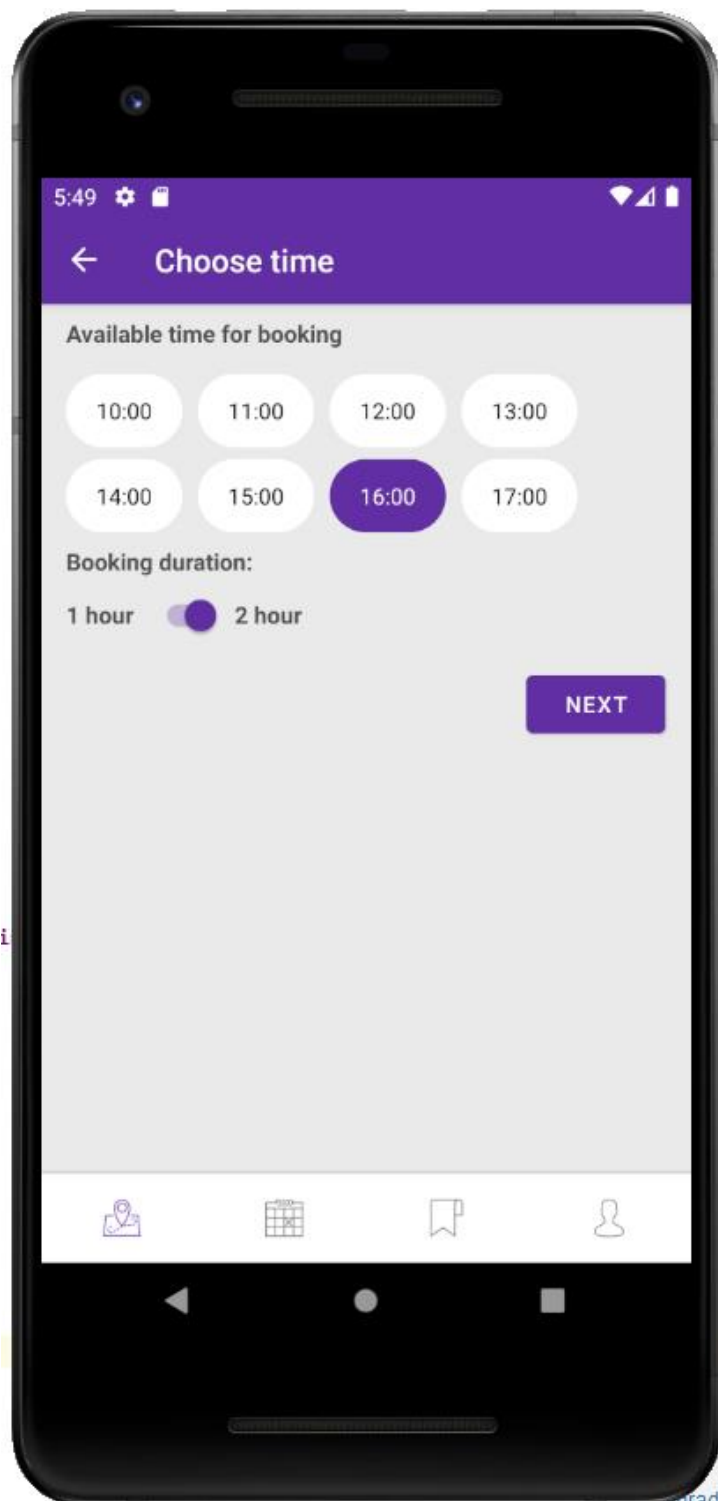 5:49
Choose time
Available time for booking
10:00 11:00 12:00 13:00
14:00 15:00 16:00 17:00
Booking duration:
1 hour 2 hour
NEXT
i